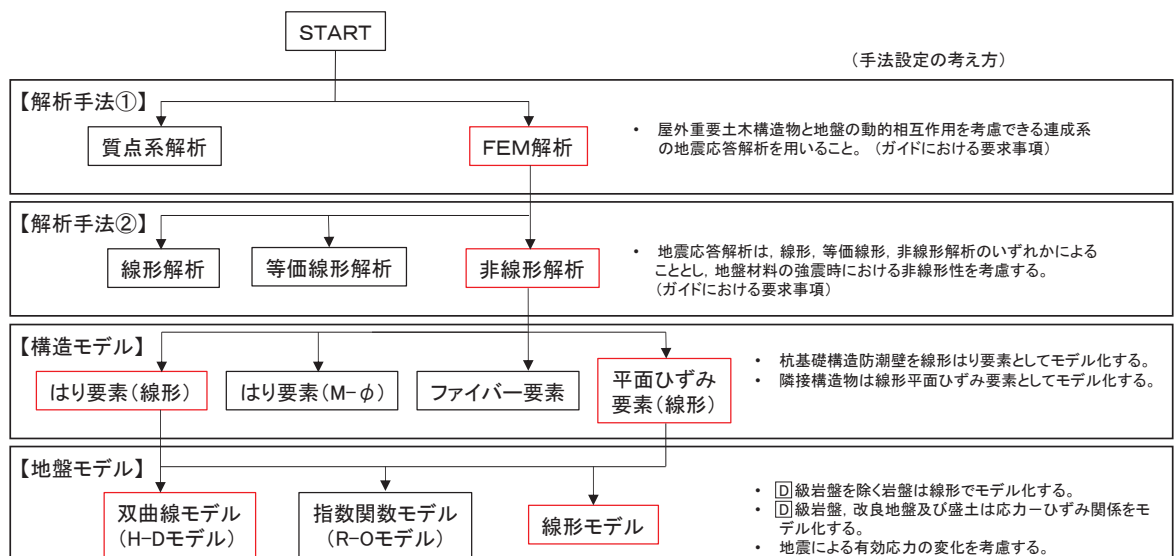 START
(手法設定の考え方)
【解析手法①】
質点系解析
FEM解析
・ 屋外重要土木構造物と地盤の動的相互作用を考慮できる連成系
の地震応答解析を用いること。(ガイドにおける要求事項)
【解析手法②】
線形解析
等価線形解析
非線形解析
・ 地震応答解析は,線形,等価線形,非線形解析のいずれかによる
こととし,地盤材料の強震時における非線形性を考慮する。
(ガイドにおける要求事項)
【構造モデル】
はり要素(線形)
はり要素(M-φ)
ファイバー要素
平面ひずみ
要素(線形)
・ 杭基礎構造防潮壁を線形はり要素としてモデル化する。
・ 隣接構造物は線形平面ひずみ要素としてモデル化する。
【地盤モデル】
双曲線モデル
(H-Dモデル)
指数関数モデル
(R-Oモデル)
線形モデル
・ D級岩盤を除く岩盤は線形でモデル化する。
・ D級岩盤,改良地盤及び盛土は応力ーひずみ関係をモ
デル化する。
・ 地震による有効応力の変化を考慮する。